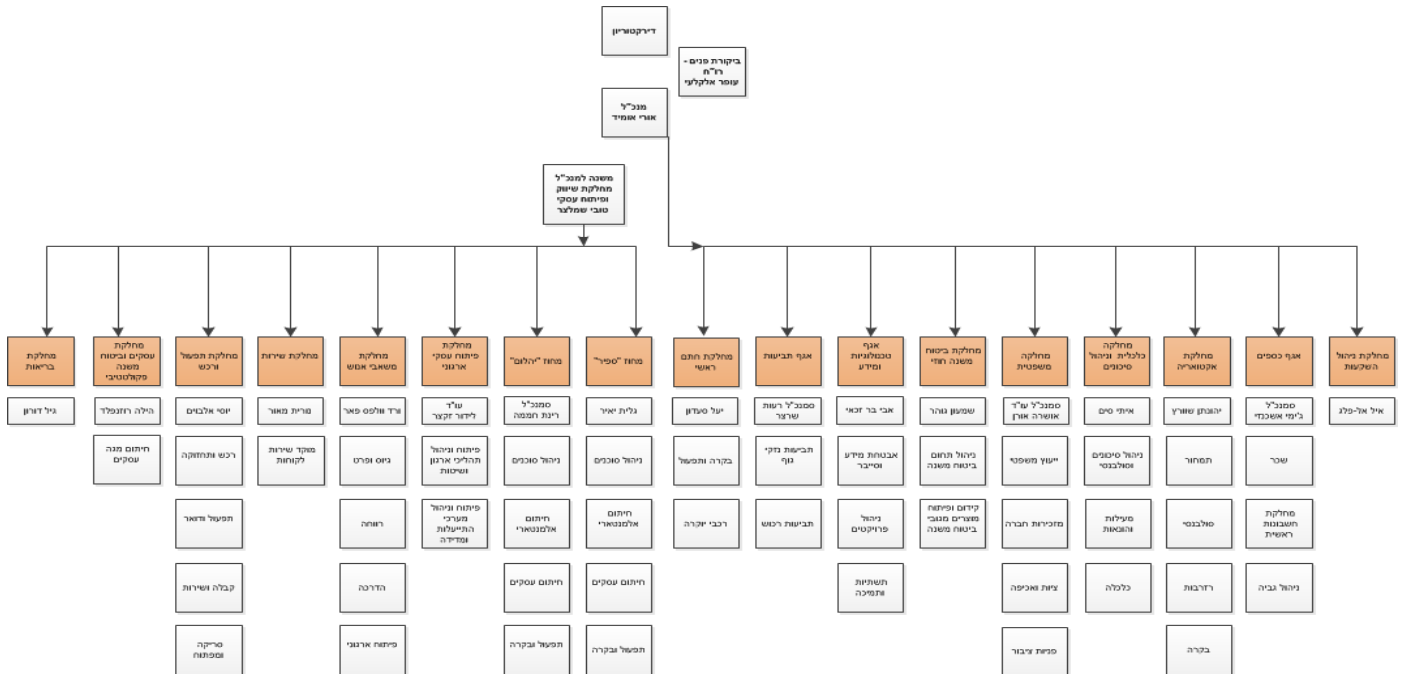 דירקטוריון
ביקורת פנים -
רו"ח
עופר אלקלעי
מנכ"ל
אורי אומיד
משנה למנכ"ל
מחלקת שיווק
ופיתוח עסקי
טובי שמלצר
מחלקת ניהול
השקעות
אגף כספים
מחלקת
אקטואריה
מחלקה
כלכלית וניהול
סיכונים
מחלקה
משפטית
מחלקת ביטוח
משנה חוזי
אגף
טכנולוגיות
ומידע
אגף תביעות
מחלקת חתם
ראשי
מחוז "ספיר"
מחוז "יהלום"
מחלקת
פיתוח עסקי
ארגוני
מחלקת
משאבי אנוש
מחלקת שירות
מחלקת תפעול
ורכש
מחלקת
עסקים וביטוח
משנה
פקולטטיבי
מחלקת
בריאות
איל אל-פלג
סמנכ"ל
ג'ימי אשכנזי
יהונתן שוורץ
איתי סים
סמנכ"ל עו"ד
אושרה אורן
שמעון גוהר
אבי בר זכאי
סמנכ"ל רעות
שרצר
יעל סעדון
גלית יאיר
סמנכ"ל
רינת חממה
עו"ד
לידור זקצר
ורד וולפס פאר
נורית מאור
יוסי אלבוים
הילה רוזנפלד
גיל דורון
שכר
תמחור
ניהול סיכונים
וסולבנסי
ייעוץ משפטי
ניהול תחום
ביטוח משנה
אבטחת מידע
וסייבר
תביעות נזקי
גוף
בקרה ותפעול
ניהול סוכנים
ניהול סוכנים
פיתוח וניהול
תהליכי ארגון
ושיטות
גיוס ופרט
מוקד שירות
לקוחות
רכש ותחזוקה
חיתום מגה
עסקים
מחלקת
חשבונות
ראשית
סולבנסי
מעילות
והונאות
מזכירות חברה
קידום ופיתוח
מוצרים מגובי
ביטוח משנה
ניהול
פרויקטים
תביעות רכוש
רכבי יוקרה
חיתום
אלמנטארי
חיתום
אלמנטארי
פיתוח וניהול
מערכי
התייעלות
ומדידה
רווחה
תפעול ודואר
ניהול גביה
רזרבות
כלכלה
ציות ואכיפה
תשתיות
ותמיכה
חיתום עסקים
חיתום עסקים
הדרכה
קבלה ושירות
בקרה
פניות ציבור
תפעול ובקרה
תפעול ובקרה
פיתוח ארגוני
סריקה
ומפתוח